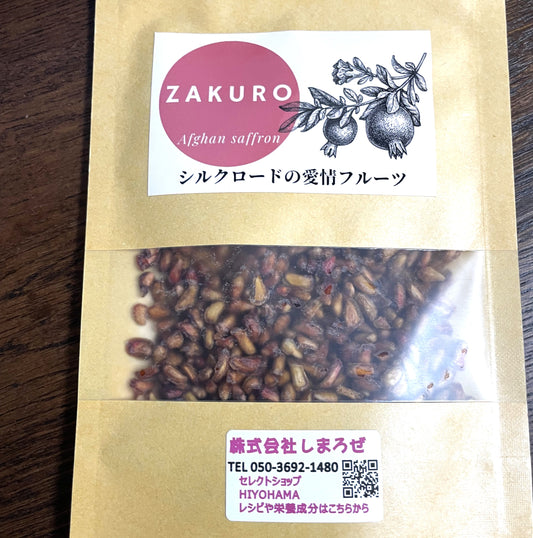 ZAKURO
Afghan saffron
シルクロードの愛情フルーツ
株式会社しまろぜ
TEL 050-3692-1480
セレクトショップ
HIYOHAMA
レシピや栄養成分はこちらから